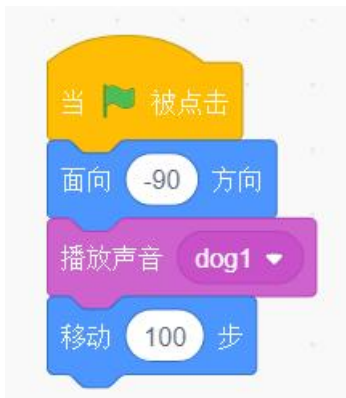 当 被点击
面向 -90 方向
播放声音 dog1
移动 100 步